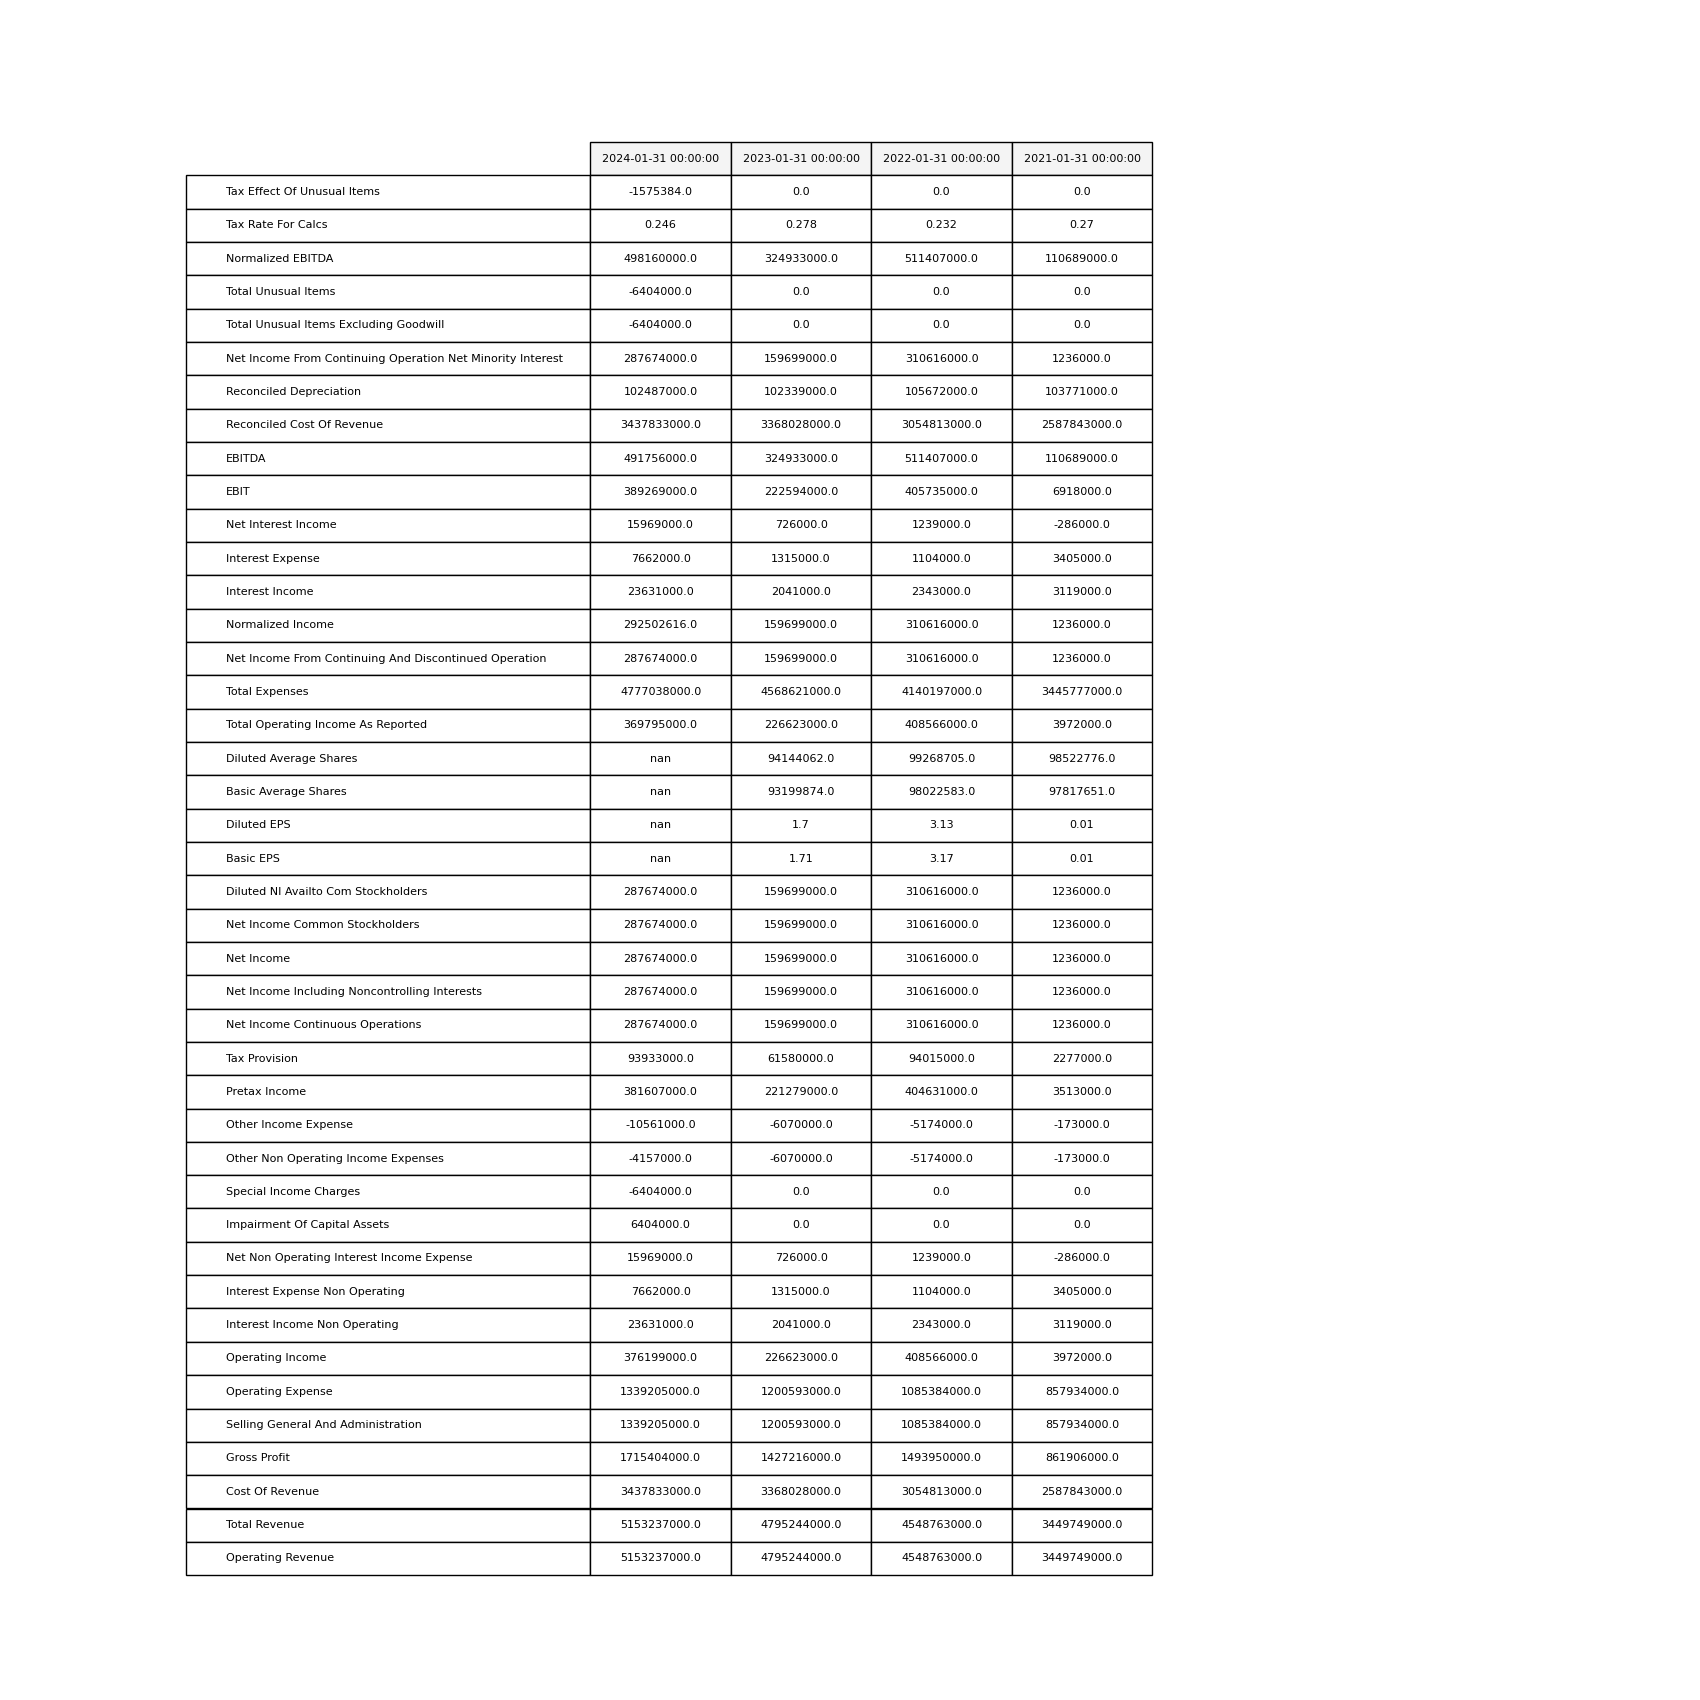 2024-01-31 00:00:00 2023-01-31 00:00:00 2022-01-31 00:00:00 2021-01-31 00:00:00
Tax Effect Of Unusual Items -1575384.0 0.0 0.0 0.0
Tax Rate For Calcs 0.246 0.278 0.232 0.27
Normalized EBITDA 498160000.0 324933000.0 511407000.0 110689000.0
Total Unusual Items -6404000.0 0.0 0.0 0.0
Total Unusual Items Excluding Goodwill -6404000.0 0.0 0.0 0.0
Net Income From Continuing Operation Net Minority Interest 287674000.0 159699000.0 310616000.0 1236000.0
Reconciled Depreciation 102487000.0 102339000.0 105672000.0 103771000.0
Reconciled Cost Of Revenue 3437833000.0 3368028000.0 3054813000.0 2587843000.0
EBITDA 491756000.0 324933000.0 511407000.0 110689000.0
EBIT 389269000.0 222594000.0 405735000.0 6918000.0
Net Interest Income 15969000.0 726000.0 1239000.0 -286000.0
Interest Expense 7662000.0 1315000.0 1104000.0 3405000.0
Interest Income 23631000.0 2041000.0 2343000.0 3119000.0
Normalized Income 292502616.0 159699000.0 310616000.0 1236000.0
Net Income From Continuing And Discontinued Operation 287674000.0 159699000.0 310616000.0 1236000.0
Total Expenses 4777038000.0 4568621000.0 4140197000.0 3445777000.0
Total Operating Income As Reported 369795000.0 226623000.0 408566000.0 3972000.0
Diluted Average Shares nan 94144062.0 99268705.0 98522776.0
Basic Average Shares nan 93199874.0 98022583.0 97817651.0
Diluted EPS nan 1.7 3.13 0.01
Basic EPS nan 1.71 3.17 0.01
Diluted NI Availto Com Stockholders 287674000.0 159699000.0 310616000.0 1236000.0
Net Income Common Stockholders 287674000.0 159699000.0 310616000.0 1236000.0
Net Income 287674000.0 159699000.0 310616000.0 1236000.0
Net Income Including Noncontrolling Interests 287674000.0 159699000.0 310616000.0 1236000.0
Net Income Continuous Operations 287674000.0 159699000.0 310616000.0 1236000.0
Tax Provision 93933000.0 61580000.0 94015000.0 2277000.0
Pretax Income 381607000.0 221279000.0 404631000.0 3513000.0
Other Income Expense -10561000.0 -6070000.0 -5174000.0 -173000.0
Other Non Operating Income Expenses -4157000.0 -6070000.0 -5174000.0 -173000.0
Special Income Charges -6404000.0 0.0 0.0 0.0
Impairment Of Capital Assets 6404000.0 0.0 0.0 0.0
Net Non Operating Interest Income Expense 15969000.0 726000.0 1239000.0 -286000.0
Interest Expense Non Operating 7662000.0 1315000.0 1104000.0 3405000.0
Interest Income Non Operating 23631000.0 2041000.0 2343000.0 3119000.0
Operating Income 376199000.0 226623000.0 408566000.0 3972000.0
Operating Expense 1339205000.0 1200593000.0 1085384000.0 857934000.0
Selling General And Administration 1339205000.0 1200593000.0 1085384000.0 857934000.0
Gross Profit 1715404000.0 1427216000.0 1493950000.0 861906000.0
Cost Of Revenue 3437833000.0 3368028000.0 3054813000.0 2587843000.0
Total Revenue 5153237000.0 4795244000.0 4548763000.0 3449749000.0
Operating Revenue 5153237000.0 4795244000.0 4548763000.0 3449749000.0